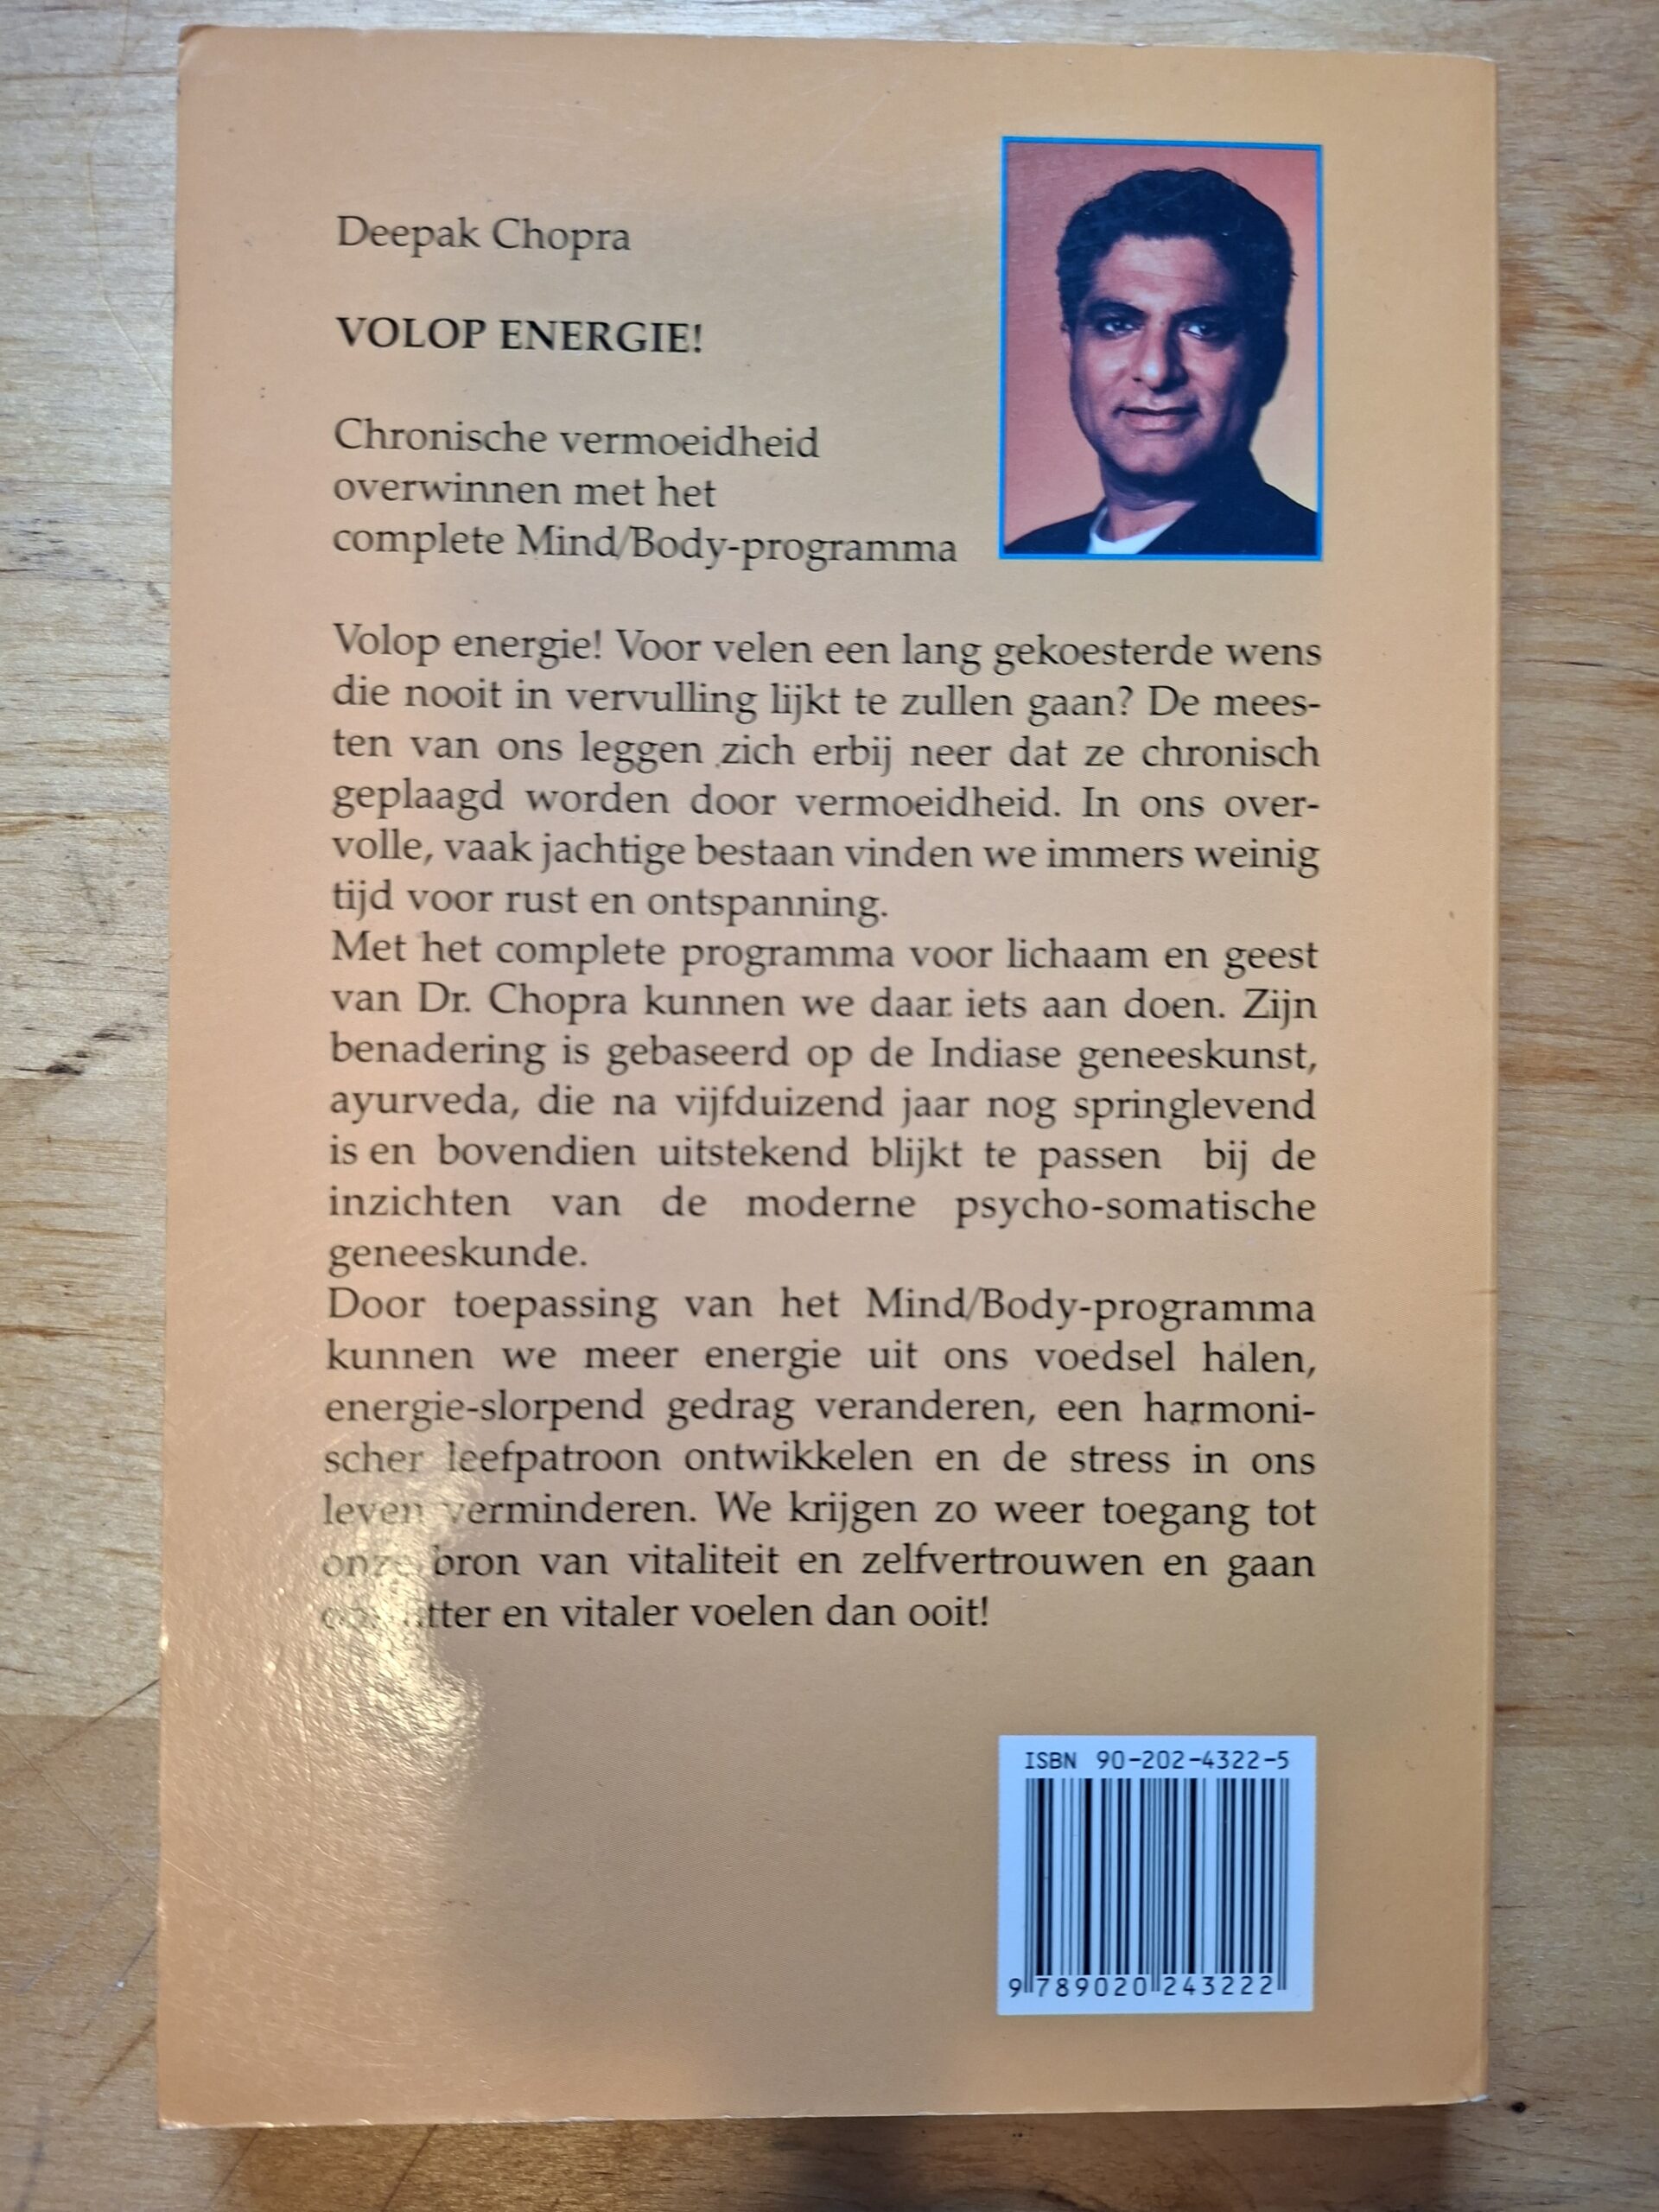 Deepak Chopra
VOLOP ENERGIE!
Chronische vermoeidheid
overwinnen met het
complete Mind/Body-programma
Volop energie! Voor velen een lang gekoesterde wens
die nooit in vervulling lijkt te zullen gaan? De mees-
ten van ons leggen zich erbij neer dat ze chronisch
geplaagd worden door vermoeidheid. In ons over-
volle, vaak jachtige bestaan vinden we immers weinig
tijd voor rust en ontspanning.
Met het complete programma voor lichaam en geest
van Dr. Chopra kunnen we daar iets aan doen. Zijn
benadering is gebaseerd op de Indiase geneeskunst,
ayurveda, die na vijfduizend jaar nog springlevend
is en bovendien uitstekend blijkt te passen bij de
inzichten van de moderne psycho-somatische
geneeskunde.
Door toepassing van het Mind/Body-programma
kunnen we meer energie uit ons voedsel halen,
energie-slorpend gedrag veranderen, een harmoni-
scher leefpatroon ontwikkelen en de stress in ons
leven verminderen. We krijgen zo weer toegang tot
onze bron van vitaliteit en zelfvertrouwen en gaan
en vitaler voelen dan ooit!
ISBN 90-202-4322-5
9 789020 243222